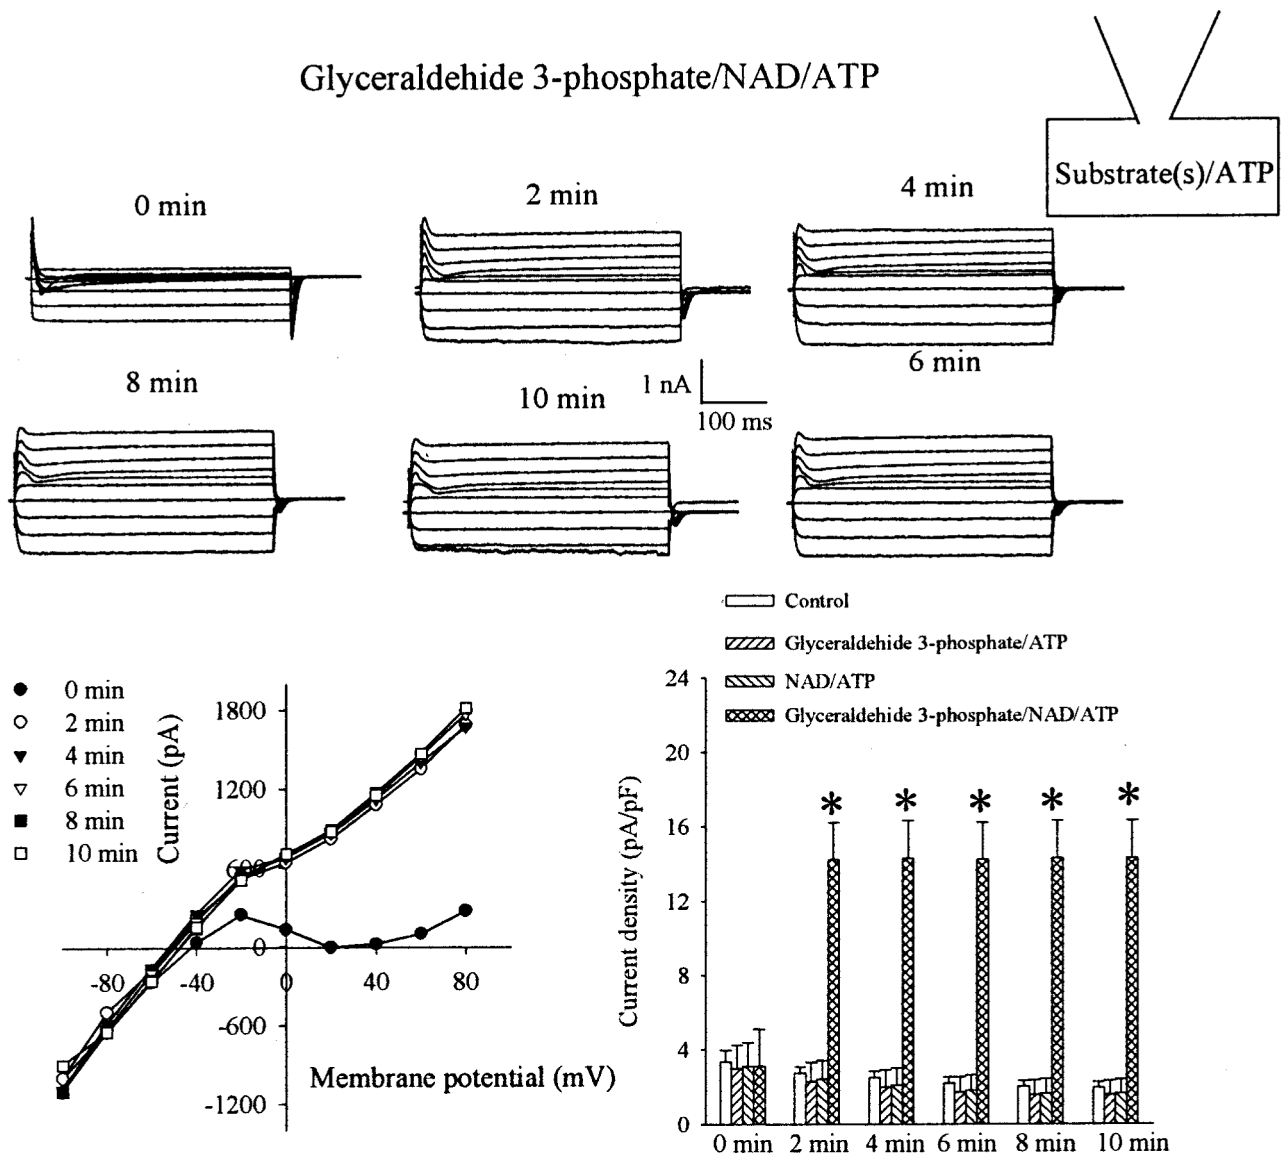 Glyceraldehide 3-phosphate/NAD/ATP
Substrate(s)/ATP
0 min
2 min
4 min
8 min
10 min
6 min
1 nA
100 ms
0 min
2 min
4 min
6 min
8 min
10 min
Current (pA)
1800
1200
600
0
-600
-1200
-80
-40
0
40
80
Membrane potential (mV)
Control
Glyceraldehide 3-phosphate/ATP
NAD/ATP
Glyceraldehide 3-phosphate/NAD/ATP
Current density (pA/pF)
24
20
16
12
8
4
0
* * * * *
0 min 2 min 4 min 6 min 8 min 10 min